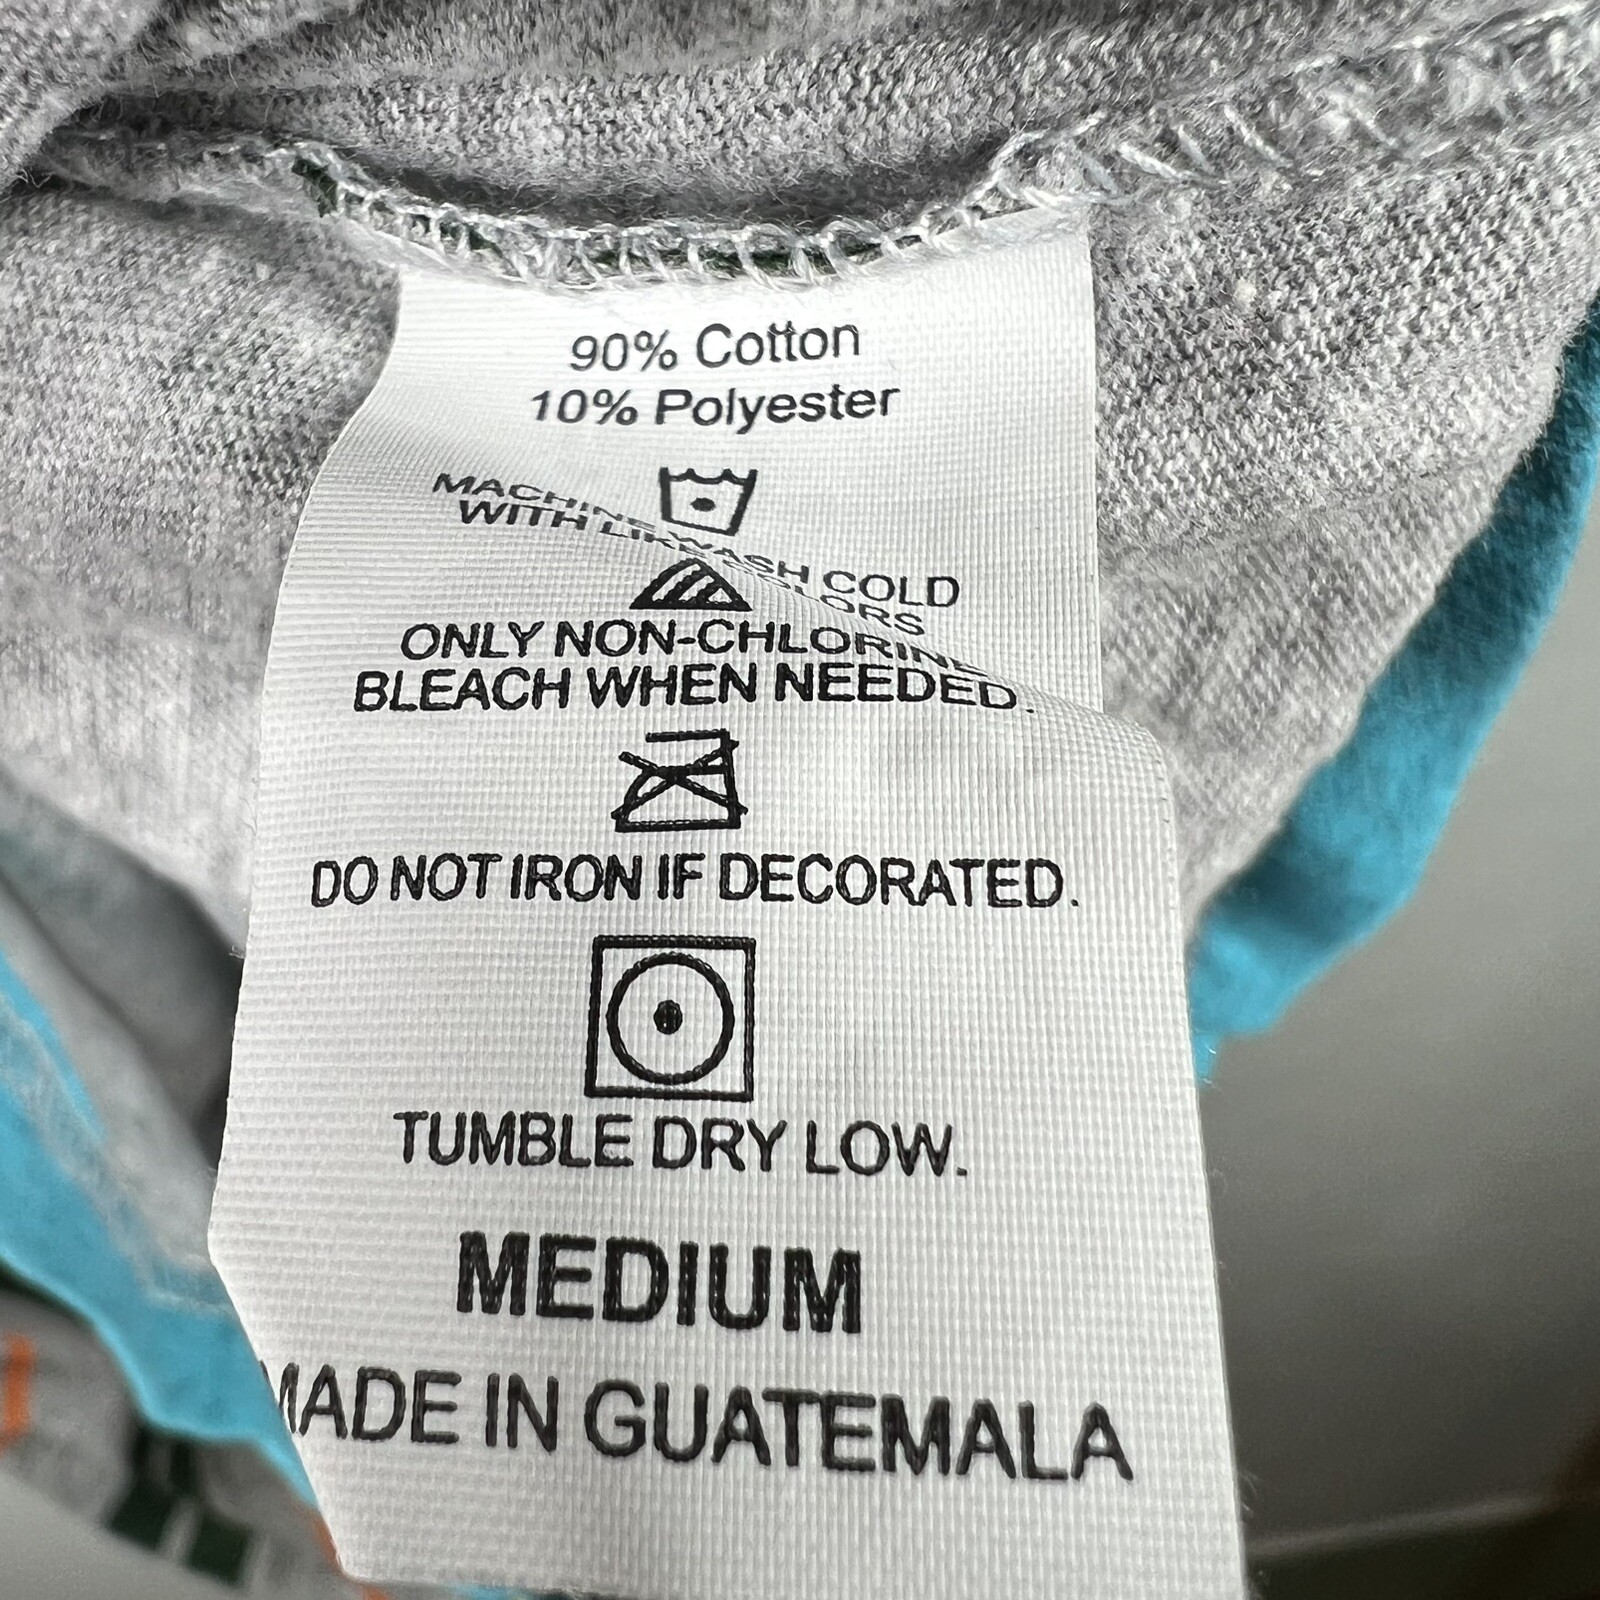 90% Cotton
10% Polyester
MACHINE WASH COLD
WITH LIKE COLORS
ONLY NON-CHLORINE
BLEACH WHEN NEEDED.
DO NOT IRON IF DECORATED.
TUMBLE DRY LOW.
MEDIUM
MADE IN GUATEMALA